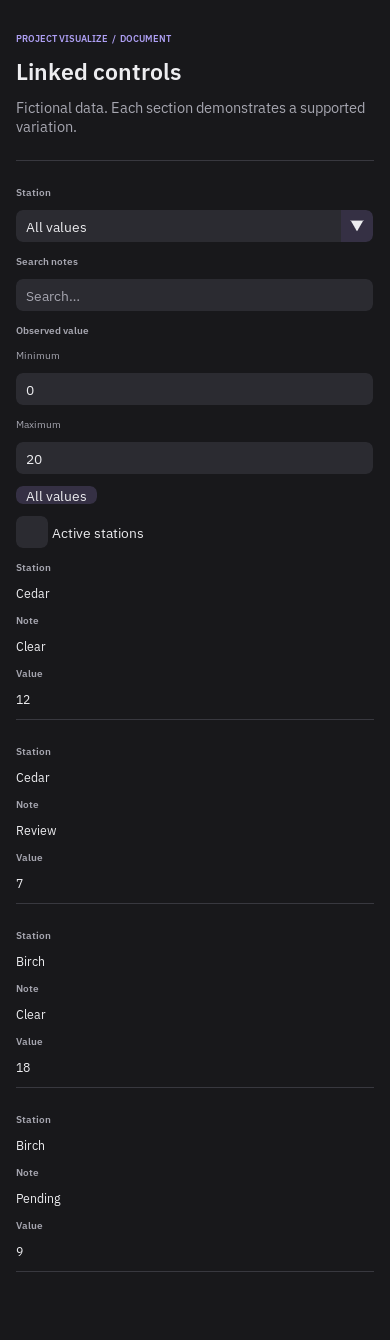 PROJECT VISUALIZE / DOCUMENT
Linked controls
Fictional data. Each section demonstrates a supported
variation.
Station
All values
Search notes
Search...
Observed value
Minimum
0
Maximum
20
All values
Active stations
Station
Cedar
Note
Clear
Value
12
Station
Cedar
Note
Review
Value
7
Station
Birch
Note
Clear
Value
18
Station
Birch
Note
Pending
Value
9